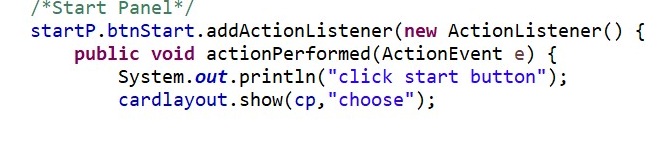 /*Start Panel*/
startP.btnStart.addActionListener(new ActionListener() {
public void actionPerformed(ActionEvent e) {
System.out.println("click start button");
cardlayout.show(cp,"choose");